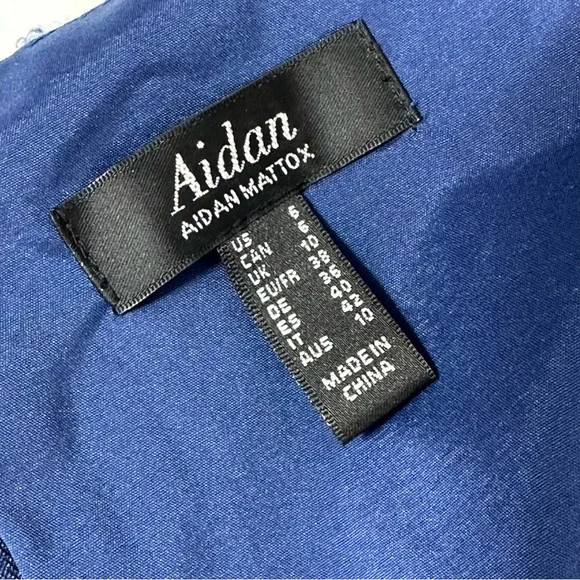 Aidan
AIDAN MATTOX
US 6
CAN 6
UK 10
EU/FR 38
DE 36
ES 40
IT 42
AUS 10
MADE IN
CHINA